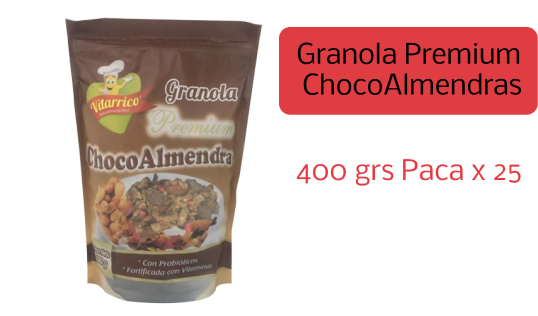 Vitarrico
Granola
Premium
ChocoAlmendra
* Con Probióticos
* Fortificada con Vitaminas
Granola Premium
ChocoAlmendras
400 grs Paca x 25